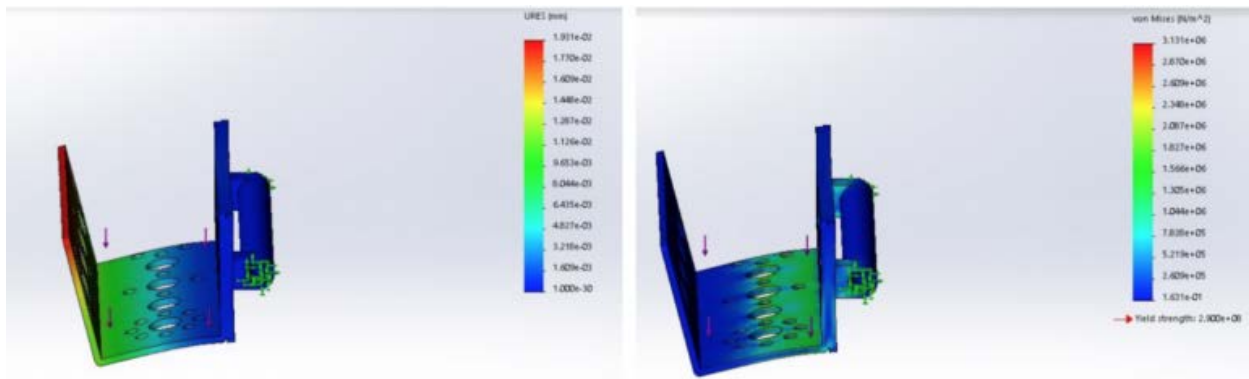 URES (mm)
1.931e-02
1.770e-02
1.609e-02
1.448e-02
1.287e-02
1.126e-02
9.653e-03
8.044e-03
6.435e-03
4.827e-03
3.218e-03
1.609e-03
1.000e-30
von Mises (N/m^2)
3.131e+06
2.870e+06
2.609e+06
2.348e+06
2.087e+06
1.827e+06
1.566e+06
1.305e+06
1.044e+06
7.828e+05
5.219e+05
2.609e+05
1.631e-01
Yield strength: 2.900e+08